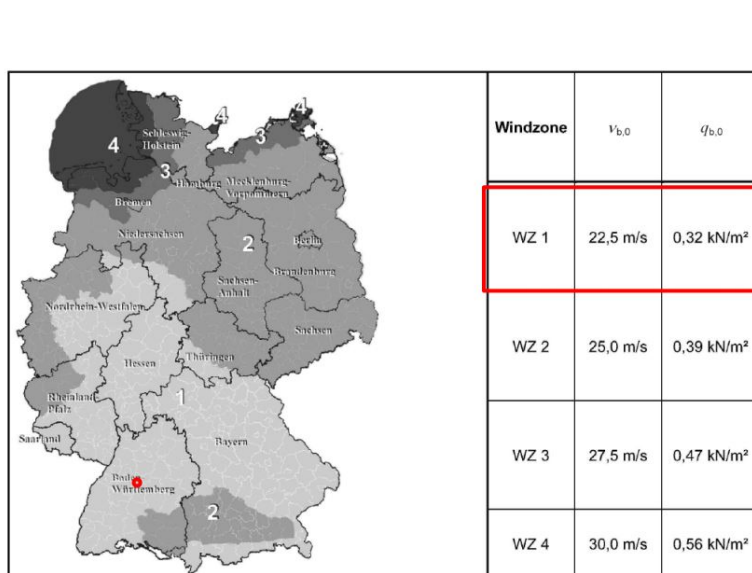 4
4
Schleswig-
Holstein
3
3
Hamburg
Mecklenburg-
Vorpommern
Bremen
Niedersachsen
2
Berlin
Brandenburg
Sachsen-
Anhalt
Nordrhein-Westfalen
Sachsen
Hessen
Thüringen
Rheinland
Pfalz
1
Saarland
Bayern
Baden
Württemberg
2
4
Windzone v_b,0 q_b,0
WZ 1 22,5 m/s 0,32 kN/m²
WZ 2 25,0 m/s 0,39 kN/m²
WZ 3 27,5 m/s 0,47 kN/m²
WZ 4 30,0 m/s 0,56 kN/m²